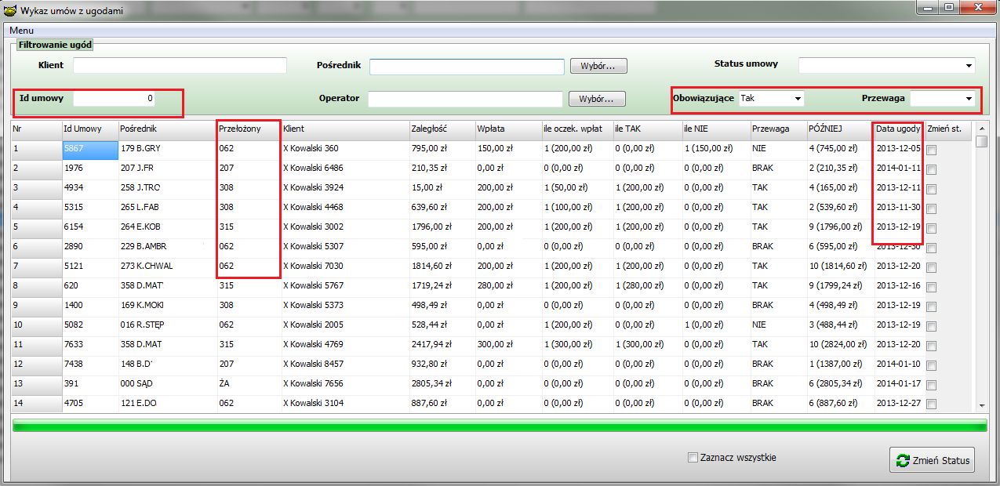 Wykaz umów z ugodami
Menu
Filtrowanie ugód
Klient Pośrednik Wybór... Status umowy
Id umowy 0 Operator Wybór... Obowiązujące Tak Przewaga
Nr Id Umowy Pośrednik Przełożony Klient Zaległość Wpłata ile oczek. wpłat ile TAK ile NIE Przewaga PÓŹNIEJ Data ugody Zmień st.
1 5867 179 B.GRY 062 X Kowalski 360 795,00 zł 150,00 zł 1 (200,00 zł) 0 (0,00 zł) 1 (150,00 zł) NIE 4 (745,00 zł) 2013-12-05
2 1976 207 J.FR 207 X Kowalski 6486 210,35 zł 0,00 zł 0 (0,00 zł) 0 (0,00 zł) 0 (0,00 zł) BRAK 2 (210,35 zł) 2014-01-11
3 4934 258 J.TRO 308 X Kowalski 3924 15,00 zł 200,00 zł 1 (50,00 zł) 1 (200,00 zł) 0 (0,00 zł) TAK 4 (165,00 zł) 2013-12-11
4 5315 265 L.FAB 308 X Kowalski 4468 639,60 zł 200,00 zł 1 (100,00 zł) 1 (200,00 zł) 0 (0,00 zł) TAK 2 (539,60 zł) 2013-11-30
5 6154 264 E.KOB 315 X Kowalski 3002 1796,00 zł 200,00 zł 1 (200,00 zł) 1 (200,00 zł) 0 (0,00 zł) TAK 9 (1796,00 zł) 2013-12-19
6 2890 229 B.AMBR 062 X Kowalski 5307 595,00 zł 0,00 zł 0 (0,00 zł) 0 (0,00 zł) 0 (0,00 zł) BRAK 6 (595,00 zł) 2013-12-30
7 5121 273 K.CHWAL 062 X Kowalski 7030 1814,60 zł 200,00 zł 1 (200,00 zł) 1 (200,00 zł) 0 (0,00 zł) TAK 10 (1814,60 zł) 2013-12-20
8 620 358 D.MAT 315 X Kowalski 5767 1719,24 zł 280,00 zł 1 (200,00 zł) 1 (280,00 zł) 0 (0,00 zł) TAK 9 (1799,24 zł) 2013-12-16
9 1400 169 K.MOKI 308 X Kowalski 5373 498,49 zł 0,00 zł 0 (0,00 zł) 0 (0,00 zł) 0 (0,00 zł) BRAK 4 (498,49 zł) 2013-12-19
10 5082 016 R.STĘP 062 X Kowalski 2005 528,44 zł 0,00 zł 1 (200,00 zł) 0 (0,00 zł) 1 (0,00 zł) NIE 3 (488,44 zł) 2013-12-19
11 7633 358 D.MAT 315 X Kowalski 4769 2417,94 zł 300,00 zł 1 (300,00 zł) 1 (300,00 zł) 0 (0,00 zł) TAK 10 (2824,00 zł) 2013-12-20
12 7438 148 B.D 207 X Kowalski 8457 932,80 zł 0,00 zł 0 (0,00 zł) 0 (0,00 zł) 0 (0,00 zł) BRAK 1 (1387,00 zł) 2014-01-10
13 391 000 SĄD ŻA X Kowalski 7656 2805,34 zł 0,00 zł 0 (0,00 zł) 0 (0,00 zł) 0 (0,00 zł) BRAK 6 (2805,34 zł) 2014-01-17
14 4705 121 E.DO 062 X Kowalski 3104 887,60 zł 0,00 zł 0 (0,00 zł) 0 (0,00 zł) 0 (0,00 zł) BRAK 6 (887,60 zł) 2013-12-27
Zaznacz wszystkie
Zmień Status